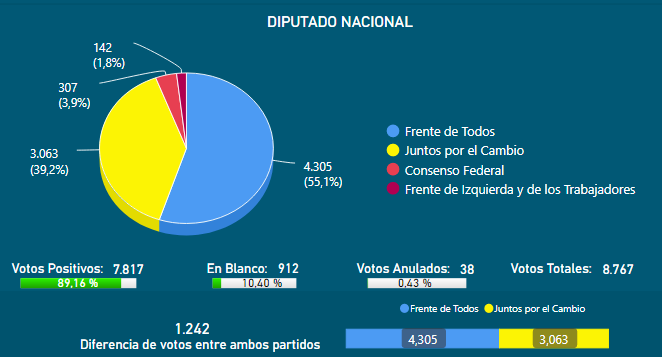 DIPUTADO NACIONAL
142
(1,8%)
307
(3,9%)
3.063
(39,2%)
4.305
(55,1%)
Frente de Todos
Juntos por el Cambio
Consenso Federal
Frente de Izquierda y de los Trabajadores
Votos Positivos: 7.817
89,16 %
En Blanco: 912
10,40 %
Votos Anulados: 38
0,43 %
Votos Totales: 8.767
1.242
Diferencia de votos entre ambos partidos
Frente de Todos Juntos por el Cambio
4,305 3,063